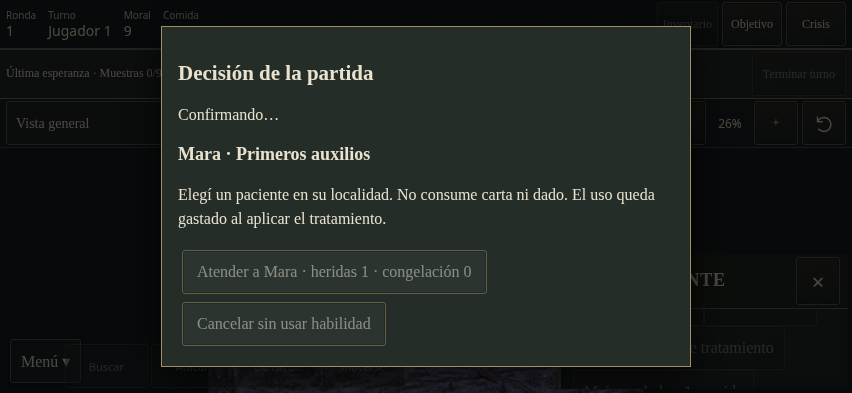 Ronda Turno Moral Comida
1 Jugador 1 9
Inventario Objetivo Crisis
Última esperanza · Muestras 0/9
Terminar turno
Vista general
26% +
Decisión de la partida
Confirmando…
Mara · Primeros auxilios
Elegí un paciente en su localidad. No consume carta ni dado. El uso queda
gastado al aplicar el tratamiento.
Atender a Mara · heridas 1 · congelación 0
Cancelar sin usar habilidad
NTE ×
e tratamiento
Menú ▾
Buscar